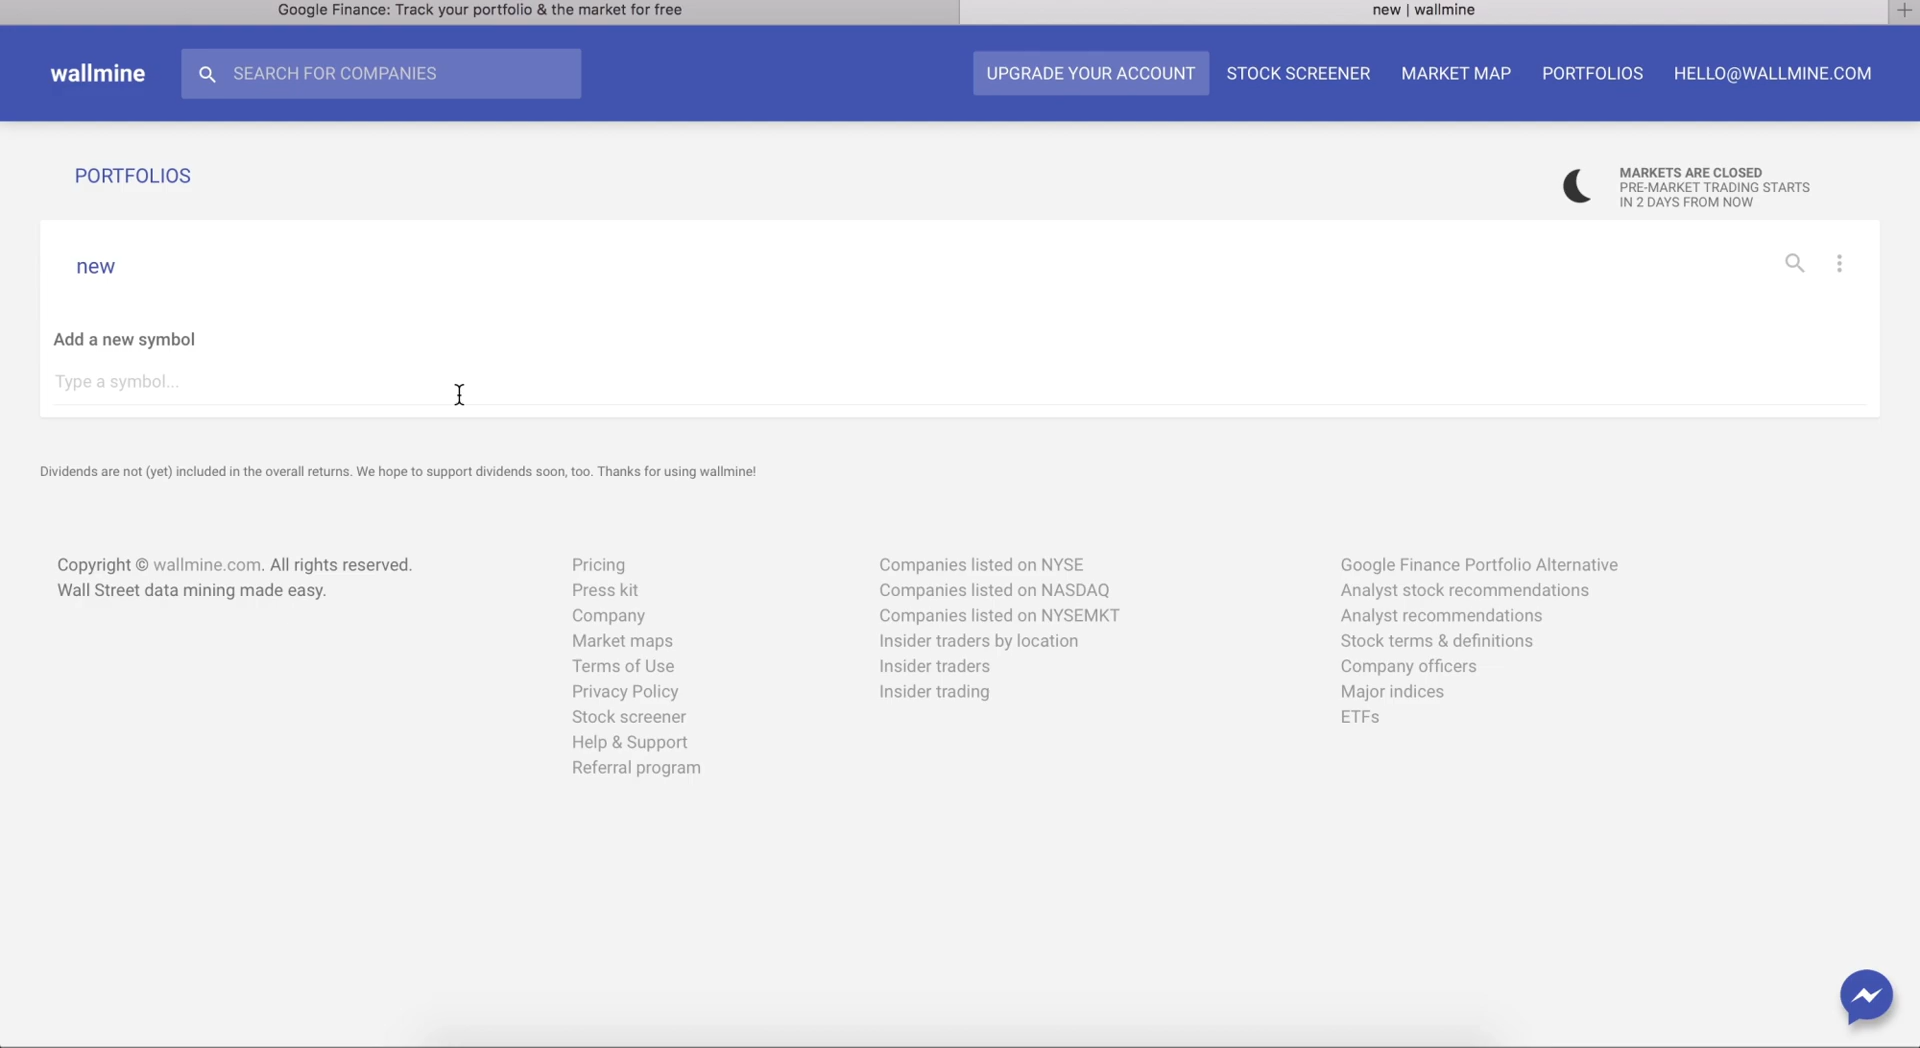 Google Finance: Track your portfolio & the market for free
new | wallmine
wallmine
SEARCH FOR COMPANIES
UPGRADE YOUR ACCOUNT
STOCK SCREENER
MARKET MAP
PORTFOLIOS
HELLO@WALLMINE.COM
PORTFOLIOS
MARKETS ARE CLOSED
PRE-MARKET TRADING STARTS
IN 2 DAYS FROM NOW
new
Add a new symbol
Type a symbol...
Dividends are not (yet) included in the overall returns. We hope to support dividends soon, too. Thanks for using wallmine!
Copyright © wallmine.com. All rights reserved.
Wall Street data mining made easy.
Pricing
Press kit
Company
Market maps
Terms of Use
Privacy Policy
Stock screener
Help & Support
Referral program
Companies listed on NYSE
Companies listed on NASDAQ
Companies listed on NYSEMKT
Insider traders by location
Insider traders
Insider trading
Google Finance Portfolio Alternative
Analyst stock recommendations
Analyst recommendations
Stock terms & definitions
Company officers
Major indices
ETFs